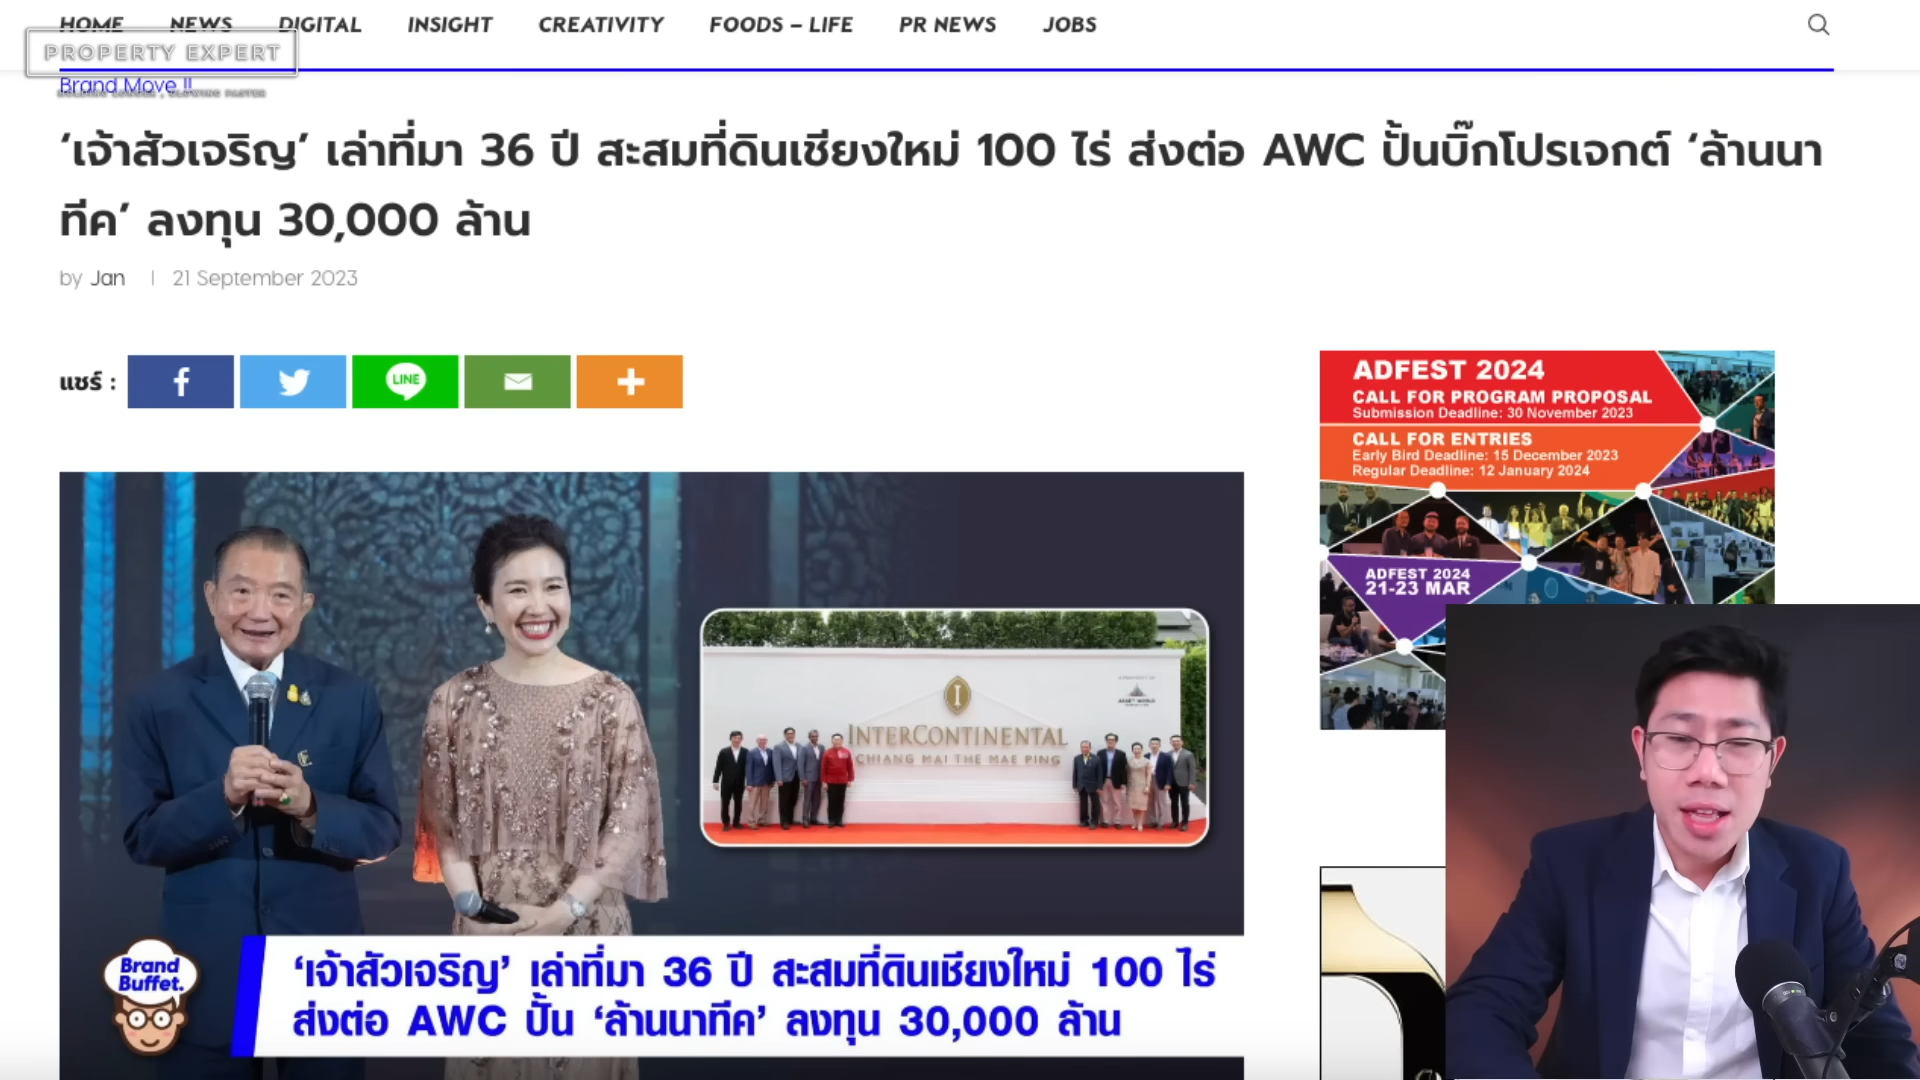 HOME NEWS DIGITAL INSIGHT CREATIVITY FOODS – LIFE PR NEWS JOBS
PROPERTY EXPERT
Brand Move !!
‘เจ้าสัวเจริญ’ เล่าที่มา 36 ปี สะสมที่ดินเชียงใหม่ 100 ไร่ ส่งต่อ AWC ปั้นบิ๊กโปรเจกต์ ‘ล้านนา
ทีค’ ลงทุน 30,000 ล้าน
by Jan | 21 September 2023
แชร์ :
LINE
ADFEST 2024
CALL FOR PROGRAM PROPOSAL
Submission Deadline: 30 November 2023
CALL FOR ENTRIES
Early Bird Deadline: 15 December 2023
Regular Deadline: 12 January 2024
ADFEST 2024
21-23 MAR
INTERCONTINENTAL
CHIANG MAI THE MAE PING
Brand
Buffet.
‘เจ้าสัวเจริญ’ เล่าที่มา 36 ปี สะสมที่ดินเชียงใหม่ 100 ไร่
ส่งต่อ AWC ปั้น ‘ล้านนาทีค’ ลงทุน 30,000 ล้าน